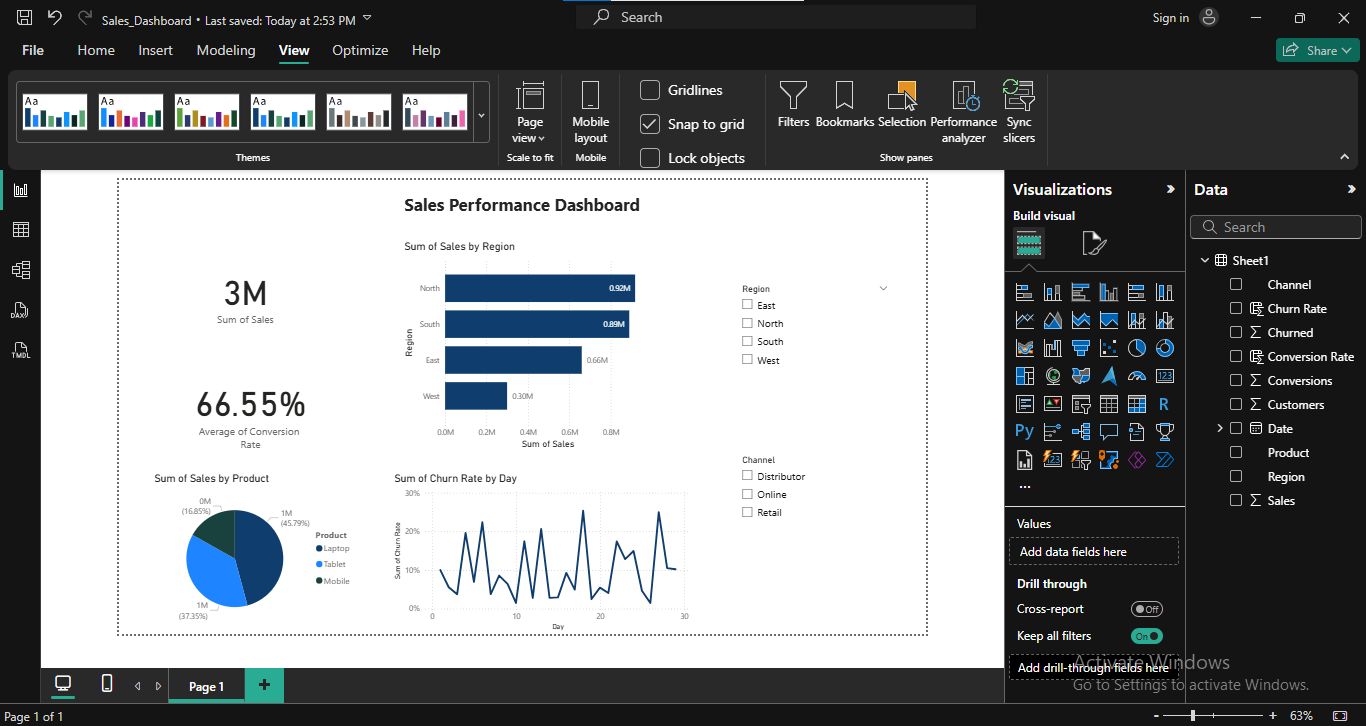 Sales_Dashboard • Last saved: Today at 2:53 PM
Search
Sign in
File
Home
Insert
Modeling
View
Optimize
Help
Share
Aa
Aa
Aa
Aa
Aa
Aa
Themes
Page
view
Scale to fit
Mobile
layout
Mobile
Gridlines
Snap to grid
Lock objects
Filters
Bookmarks
Selection
Performance
analyzer
Sync
slicers
Show panes
DAX
TMDL
Sales Performance Dashboard
3M
Sum of Sales
66.55%
Average of Conversion
Rate
Sum of Sales by Region
Region
North
0.92M
South
0.89M
East
0.66M
West
0.30M
0.0M
0.2M
0.4M
0.6M
0.8M
Sum of Sales
Region
East
North
South
West
Sum of Sales by Product
0M
(16.85%)
1M
(45.79%)
1M
(37.35%)
Product
Laptop
Tablet
Mobile
Sum of Churn Rate by Day
Sum of Churn Rate
30%
20%
10%
0%
0
10
20
30
Day
Channel
Distributor
Online
Retail
Visualizations
Build visual
123
R
Py
123
...
Values
Add data fields here
Drill through
Cross-report
Off
Keep all filters
On
Add drill-through fields here
Data
Search
Sheet1
Channel
Churn Rate
Churned
Conversion Rate
Conversions
Customers
Date
Product
Region
Sales
Activate Windows
Go to Settings to activate Windows.
Page 1
+
Page 1 of 1
-
+
63%